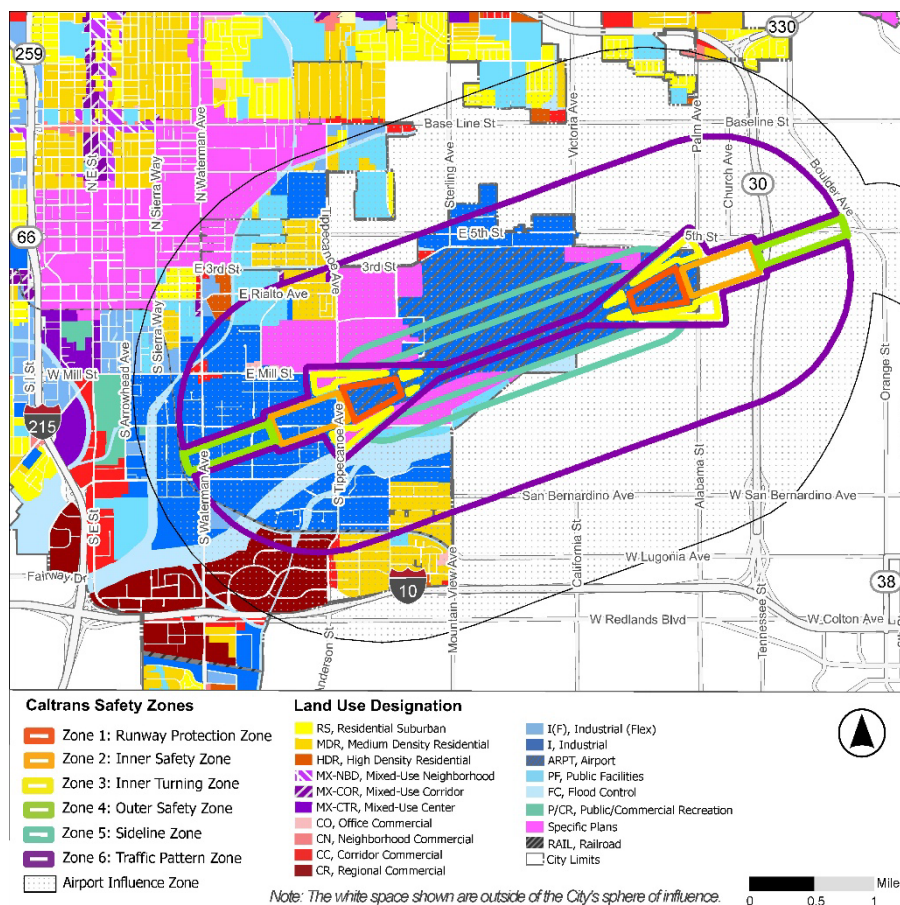 330
259
Base Line St
Baseline St
N E St
N Sierra Way
N Waterman Ave
Sterling Ave
Victoria Ave
Palm Ave
Church Ave
30
Boulder Ave
66
Tippecanoe Ave
E 5th St
5th St
E 3rd St
3rd St
E Rialto Ave
S Sierra Way
S I St
W Mill St
S Arrowhead Ave
E Mill St
Orange St
215
S Waterman Ave
S Tippecanoe Ave
Alabama St
San Bernardino Ave
W San Bernardino Ave
S E St
Fairway Dr
Mountain View Ave
California St
W Lugonia Ave
10
38
Anderson St
W Redlands Blvd
Tennessee St
W Colton Ave
Caltrans Safety Zones
Zone 1: Runway Protection Zone
Zone 2: Inner Safety Zone
Zone 3: Inner Turning Zone
Zone 4: Outer Safety Zone
Zone 5: Sideline Zone
Zone 6: Traffic Pattern Zone
Airport Influence Zone
Land Use Designation
RS, Residential Suburban
MDR, Medium Density Residential
HDR, High Density Residential
MX-NBD, Mixed-Use Neighborhood
MX-COR, Mixed-Use Corridor
MX-CTR, Mixed-Use Center
CO, Office Commercial
CN, Neighborhood Commercial
CC, Corridor Commercial
CR, Regional Commercial
I(F), Industrial (Flex)
I, Industrial
ARPT, Airport
PF, Public Facilities
FC, Flood Control
P/CR, Public/Commercial Recreation
Specific Plans
RAIL, Railroad
City Limits
Note: The white space shown are outside of the City's sphere of influence.
Mile
0 0.5 1